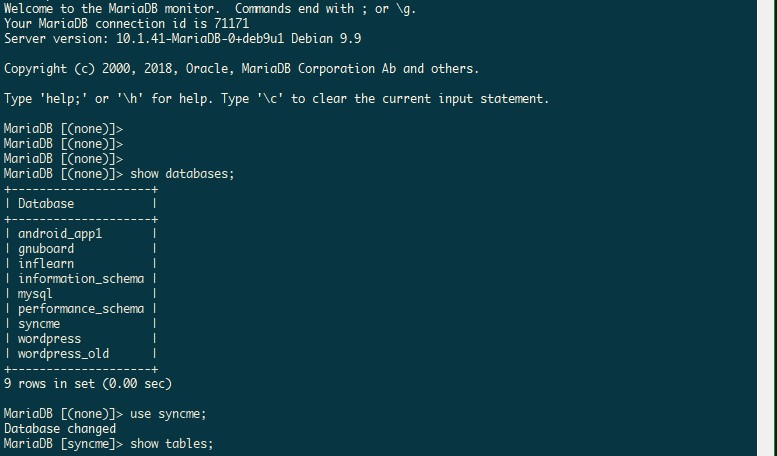 Welcome to the MariaDB monitor.  Commands end with ; or \g.
Your MariaDB connection id is 71171
Server version: 10.1.41-MariaDB-0+deb9u1 Debian 9.9

Copyright (c) 2000, 2018, Oracle, MariaDB Corporation Ab and others.

Type 'help;' or '\h' for help. Type '\c' to clear the current input statement.

MariaDB [(none)]>
MariaDB [(none)]>
MariaDB [(none)]>
MariaDB [(none)]> show databases;
+--------------------+
| Database           |
+--------------------+
| android_app1       |
| gnuboard           |
| inflearn           |
| information_schema |
| mysql              |
| performance_schema |
| syncme             |
| wordpress          |
| wordpress_old      |
+--------------------+
9 rows in set (0.00 sec)

MariaDB [(none)]> use syncme;
Database changed
MariaDB [syncme]> show tables;